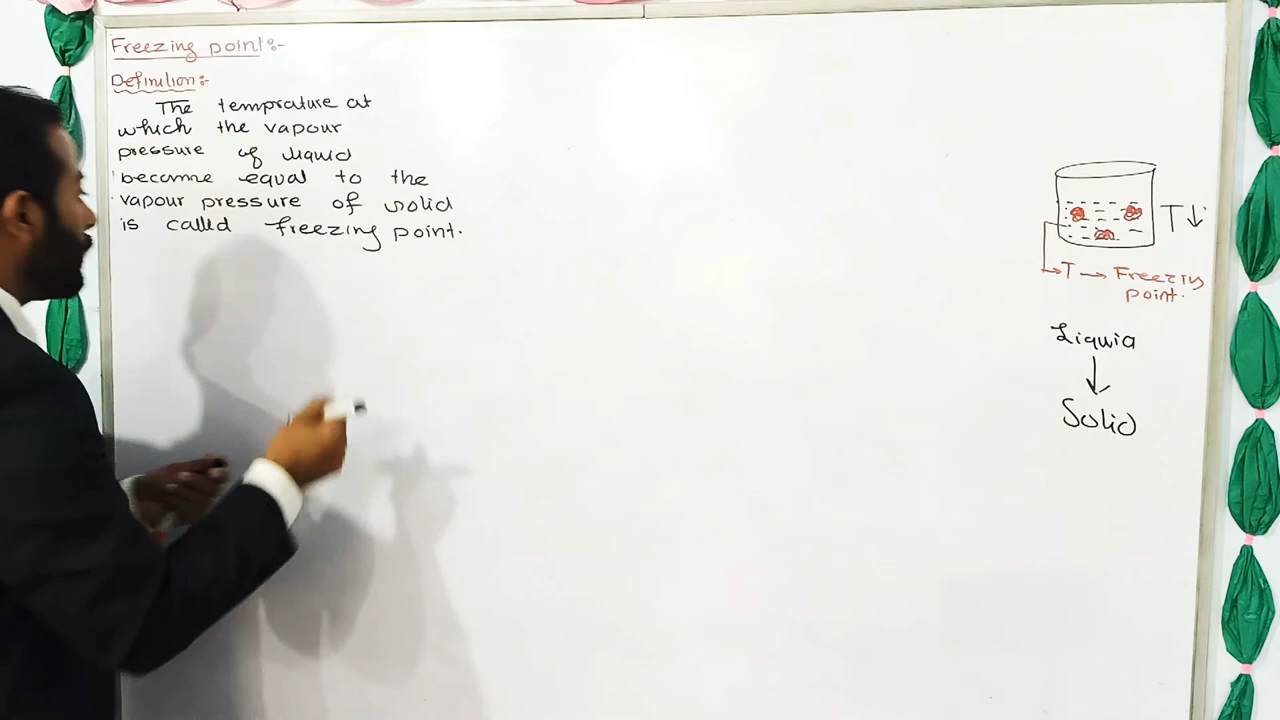 Freezing point:-
Definition:-
The temprature at
which the vapour
pressure of liquid
became equal to the
vapour pressure of solid
is called freezing point.
T↓
→T → Freezing
point.
Liquid
↓
Solid